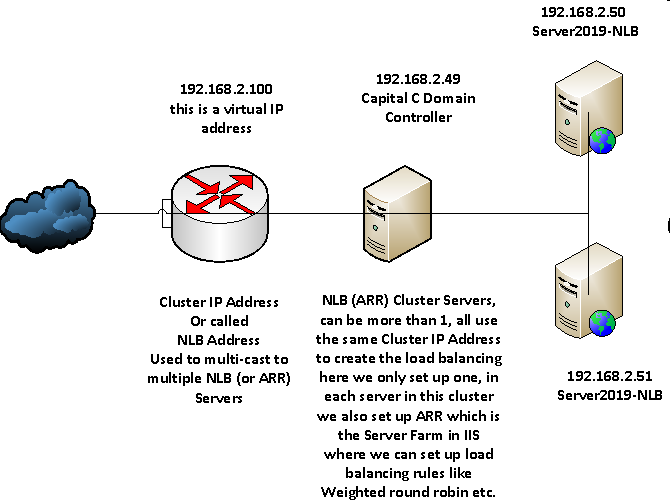 192.168.2.50
Server2019-NLB
192.168.2.49
Capital C Domain
Controller
192.168.2.100
this is a virtual IP
address
Cluster IP Address
Or called
NLB Address
Used to multi-cast to
multiple NLB (or ARR)
Servers
NLB (ARR) Cluster Servers,
can be more than 1, all use
the same Cluster IP Address
to create the load balancing
here we only set up one, in
each server in this cluster
we also set up ARR which is
the Server Farm in IIS
where we can set up load
balancing rules like
Weighted round robin etc.
192.168.2.51
Server2019-NLB